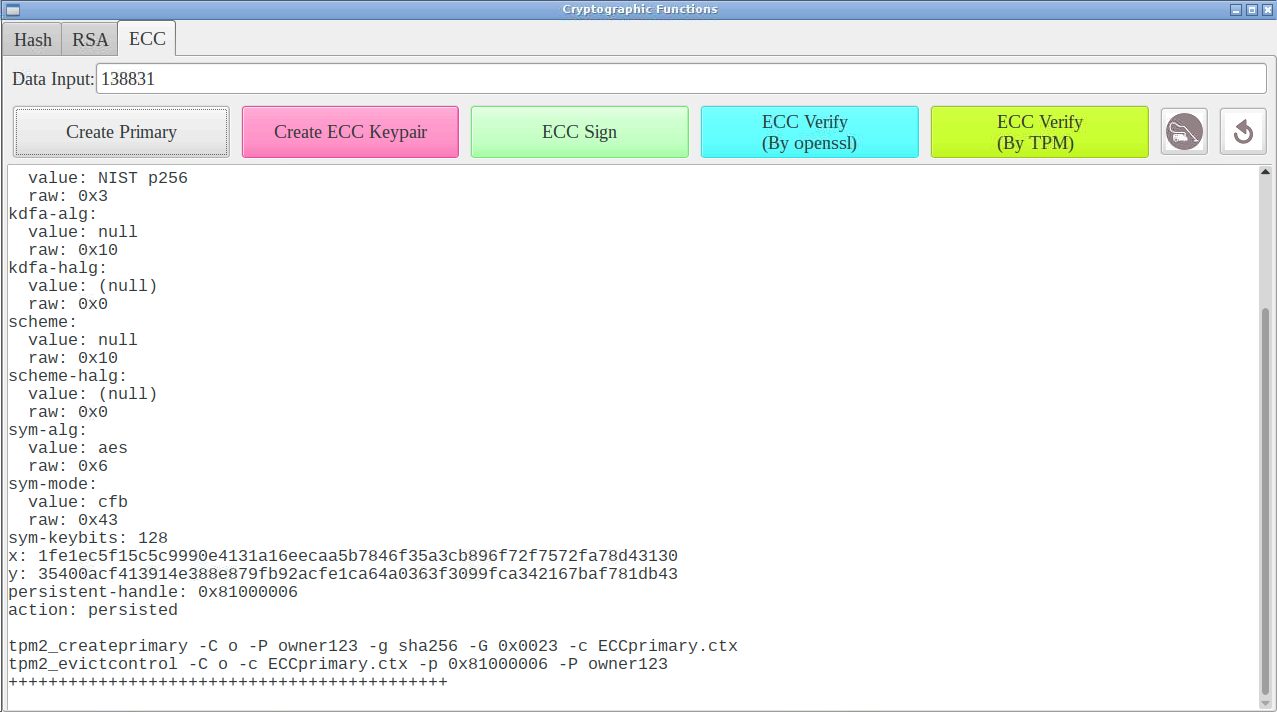 Cryptographic Functions
Hash RSA ECC
Data Input: 138831
Create Primary Create ECC Keypair ECC Sign ECC Verify (By openssl) ECC Verify (By TPM)
value: NIST p256
raw: 0x3
kdfa-alg:
value: null
raw: 0x10
kdfa-halg:
value: (null)
raw: 0x0
scheme:
value: null
raw: 0x10
scheme-halg:
value: (null)
raw: 0x0
sym-alg:
value: aes
raw: 0x6
sym-mode:
value: cfb
raw: 0x43
sym-keybits: 128
x: 1fe1ec5f15c5c9990e4131a16eecaa5b7846f35a3cb896f72f7572fa78d43130
y: 35400acf413914e388e879fb92acfe1ca64a0363f3099fca342167baf781db43
persistent-handle: 0x81000006
action: persisted
tpm2_createprimary -C o -P owner123 -g sha256 -G 0x0023 -c ECCprimary.ctx
tpm2_evictcontrol -C o -c ECCprimary.ctx -p 0x81000006 -P owner123
++++++++++++++++++++++++++++++++++++++++++++